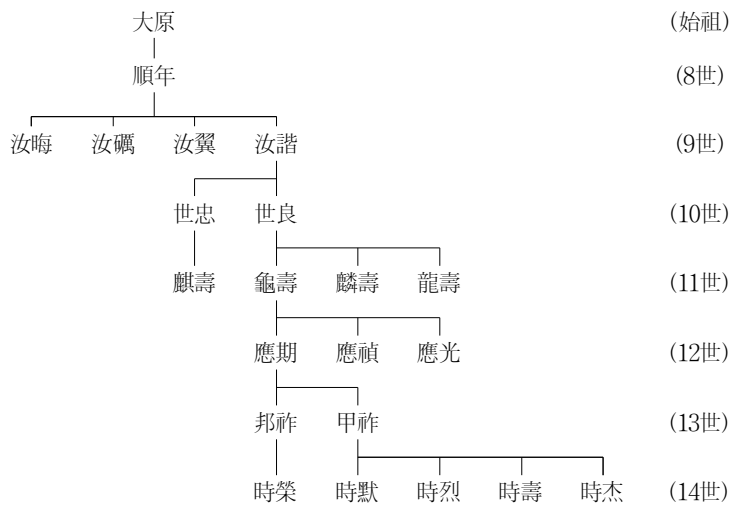 大原 (始祖)
順年 (8世)
汝晦 汝礪 汝翼 汝諧 (9世)
世忠 世良 (10世)
麒壽 龜壽 麟壽 龍壽 (11世)
應期 應禎 應光 (12世)
邦祚 甲祚 (13世)
時榮 時默 時烈 時壽 時杰 (14世)